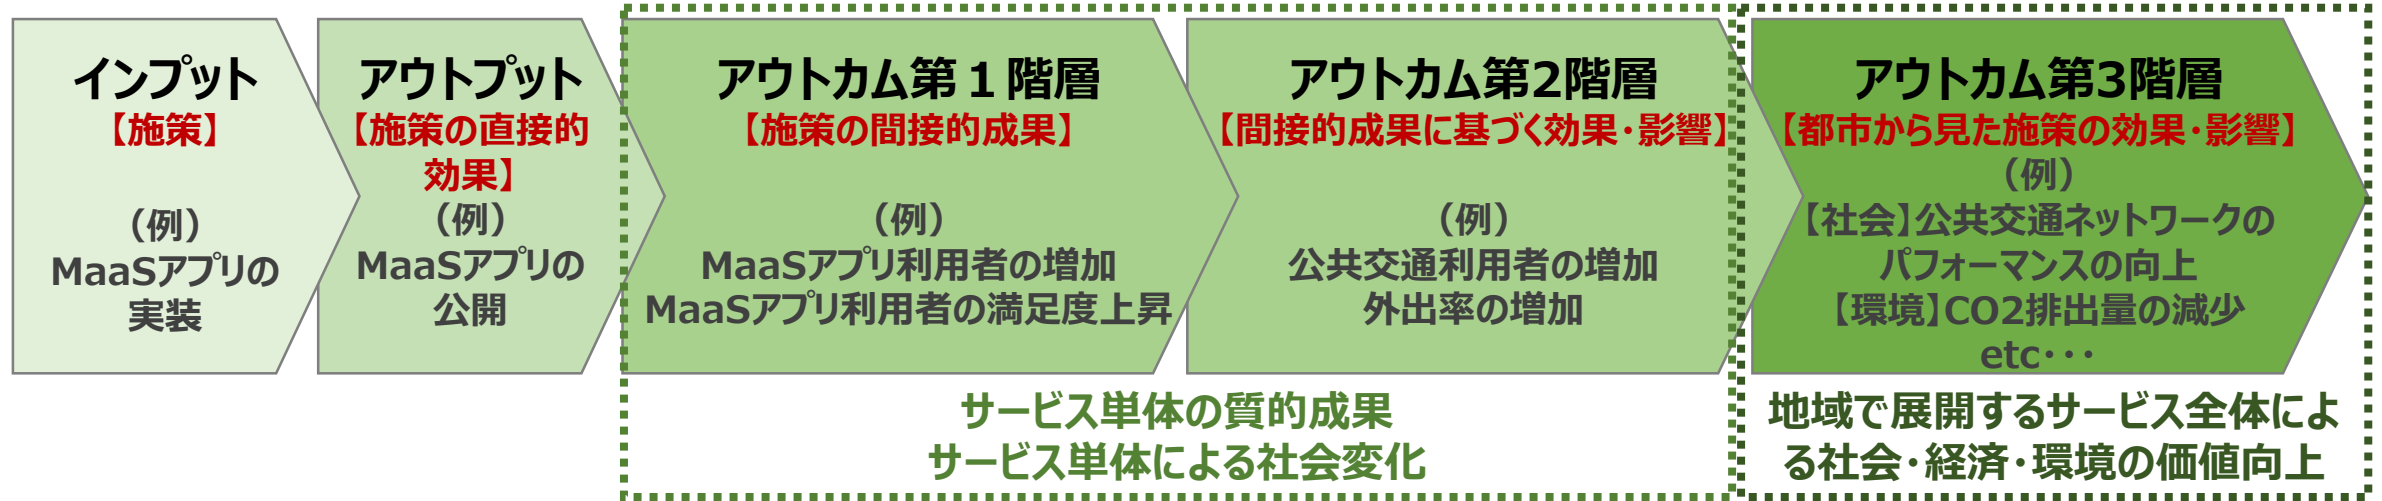 インプット
【施策】
（例）
MaaSアプリの
実装
アウトプット
【施策の直接的
効果】
（例）
MaaSアプリの
公開
アウトカム第１階層
【施策の間接的成果】
（例）
MaaSアプリ利用者の増加
MaaSアプリ利用者の満足度上昇
アウトカム第2階層
【間接的成果に基づく効果・影響】
（例）
公共交通利用者の増加
外出率の増加
アウトカム第3階層
【都市から見た施策の効果・影響】
（例）
【社会】公共交通ネットワークの
パフォーマンスの向上
【環境】CO2排出量の減少
etc・・・
サービス単体の質的成果
サービス単体による社会変化
地域で展開するサービス全体によ
る社会・経済・環境の価値向上